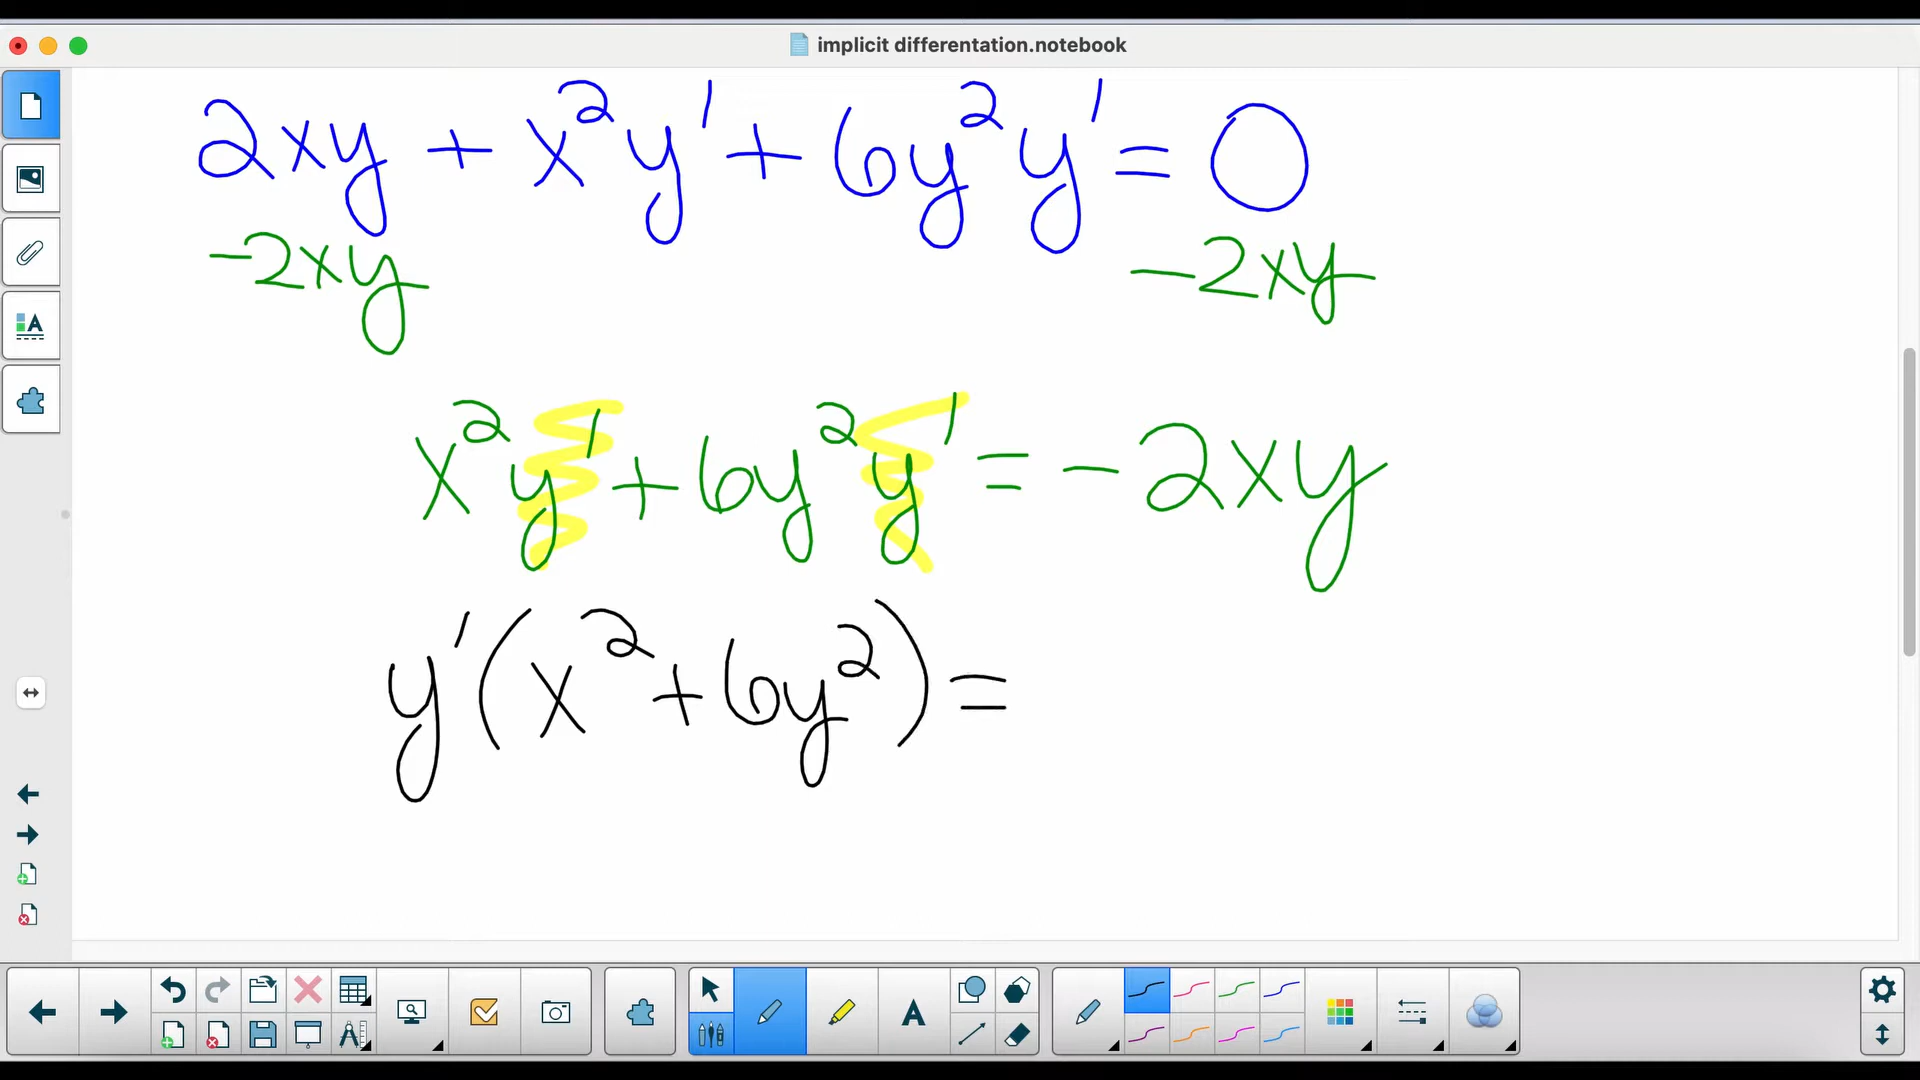 implicit differentation.notebook
2xy + x²y' + 6y²y' = 0
-2xy -2xy
x²y' + 6y²y' = -2xy
y'(x² + 6y²) =